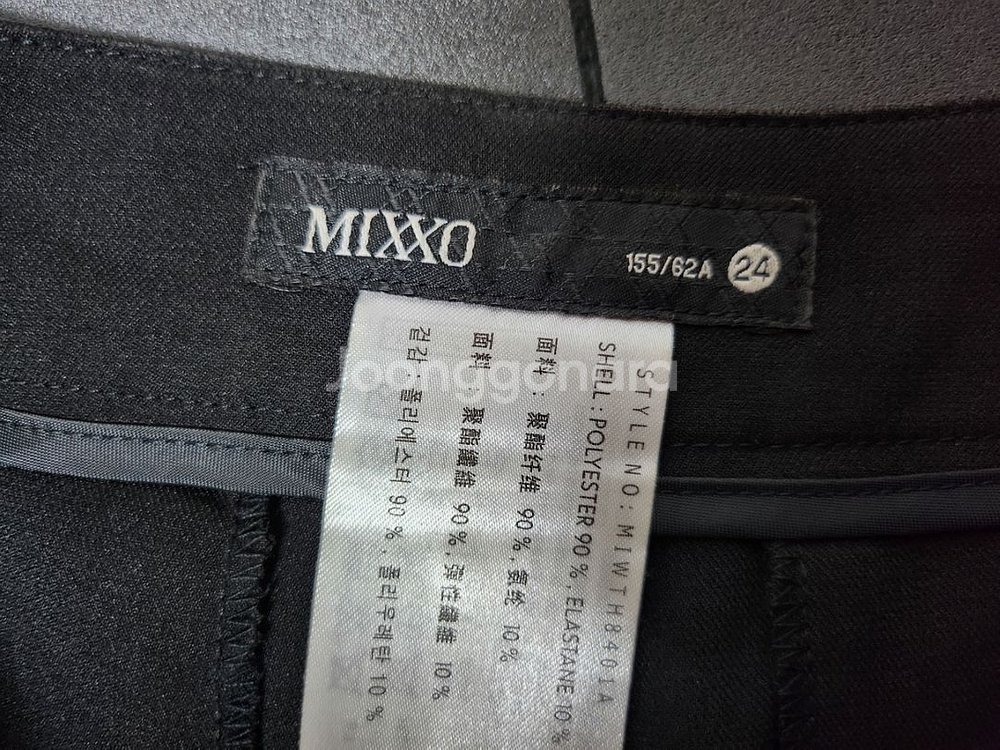 MIXXO
155/62A 24
STYLE NO: MIWTH8401A
SHELL: POLYESTER 90%, ELASTANE 10%
面料: 聚酯纤维 90%, 氨纶 10%
面料: 聚酯纖維 90%, 彈性纖維 10%
겉감: 폴리에스터 90%, 폴리우레탄 10%
Joonggonara